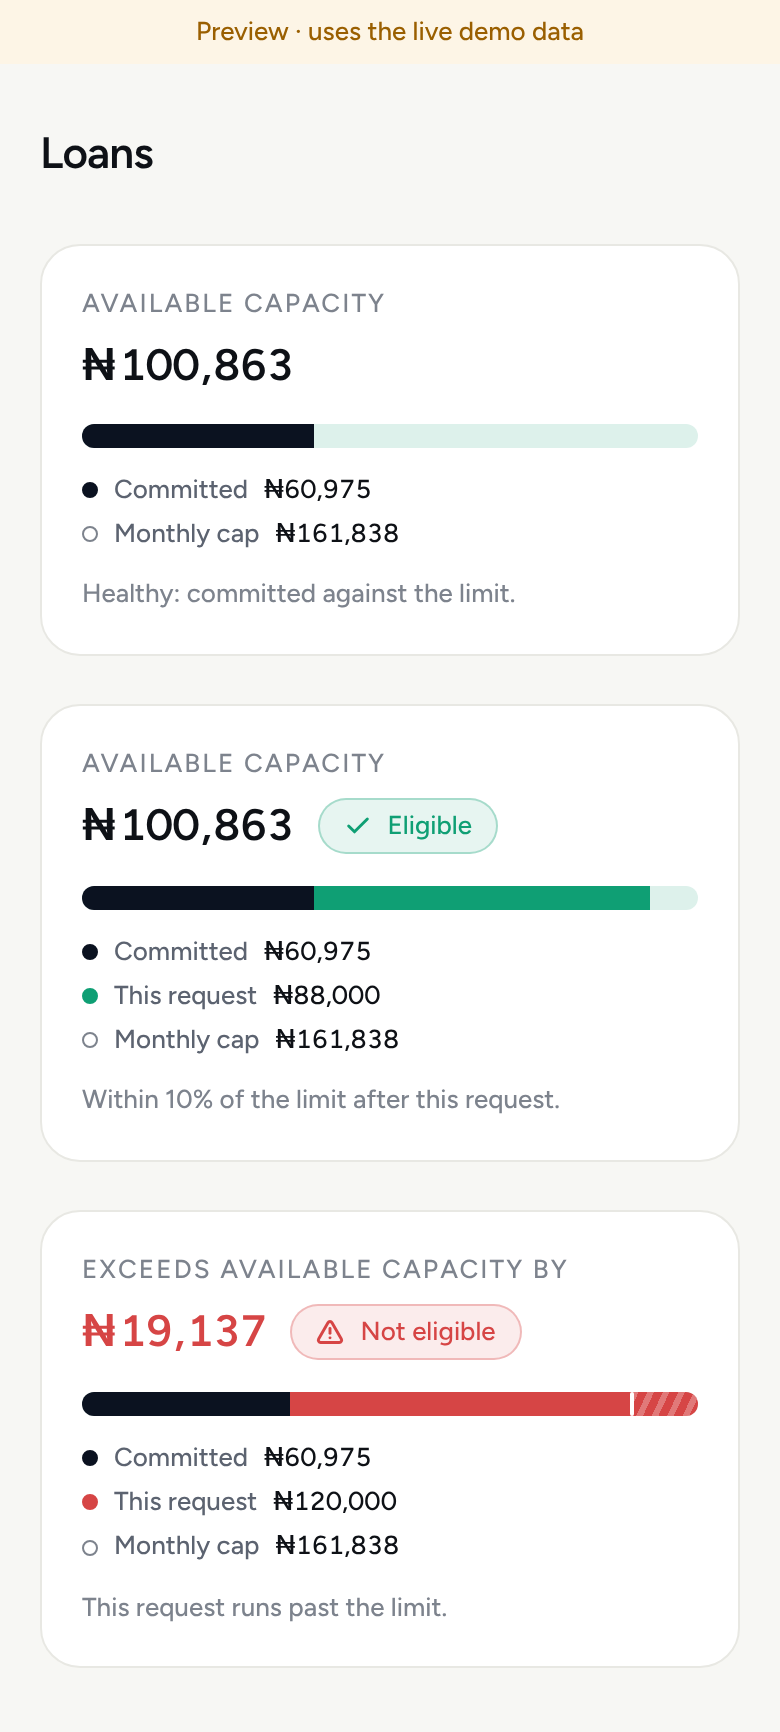 Preview · uses the live demo data
Loans
AVAILABLE CAPACITY
₦100,863
Committed ₦60,975
Monthly cap ₦161,838
Healthy: committed against the limit.
AVAILABLE CAPACITY
₦100,863 Eligible
Committed ₦60,975
This request ₦88,000
Monthly cap ₦161,838
Within 10% of the limit after this request.
EXCEEDS AVAILABLE CAPACITY BY
₦19,137 Not eligible
Committed ₦60,975
This request ₦120,000
Monthly cap ₦161,838
This request runs past the limit.